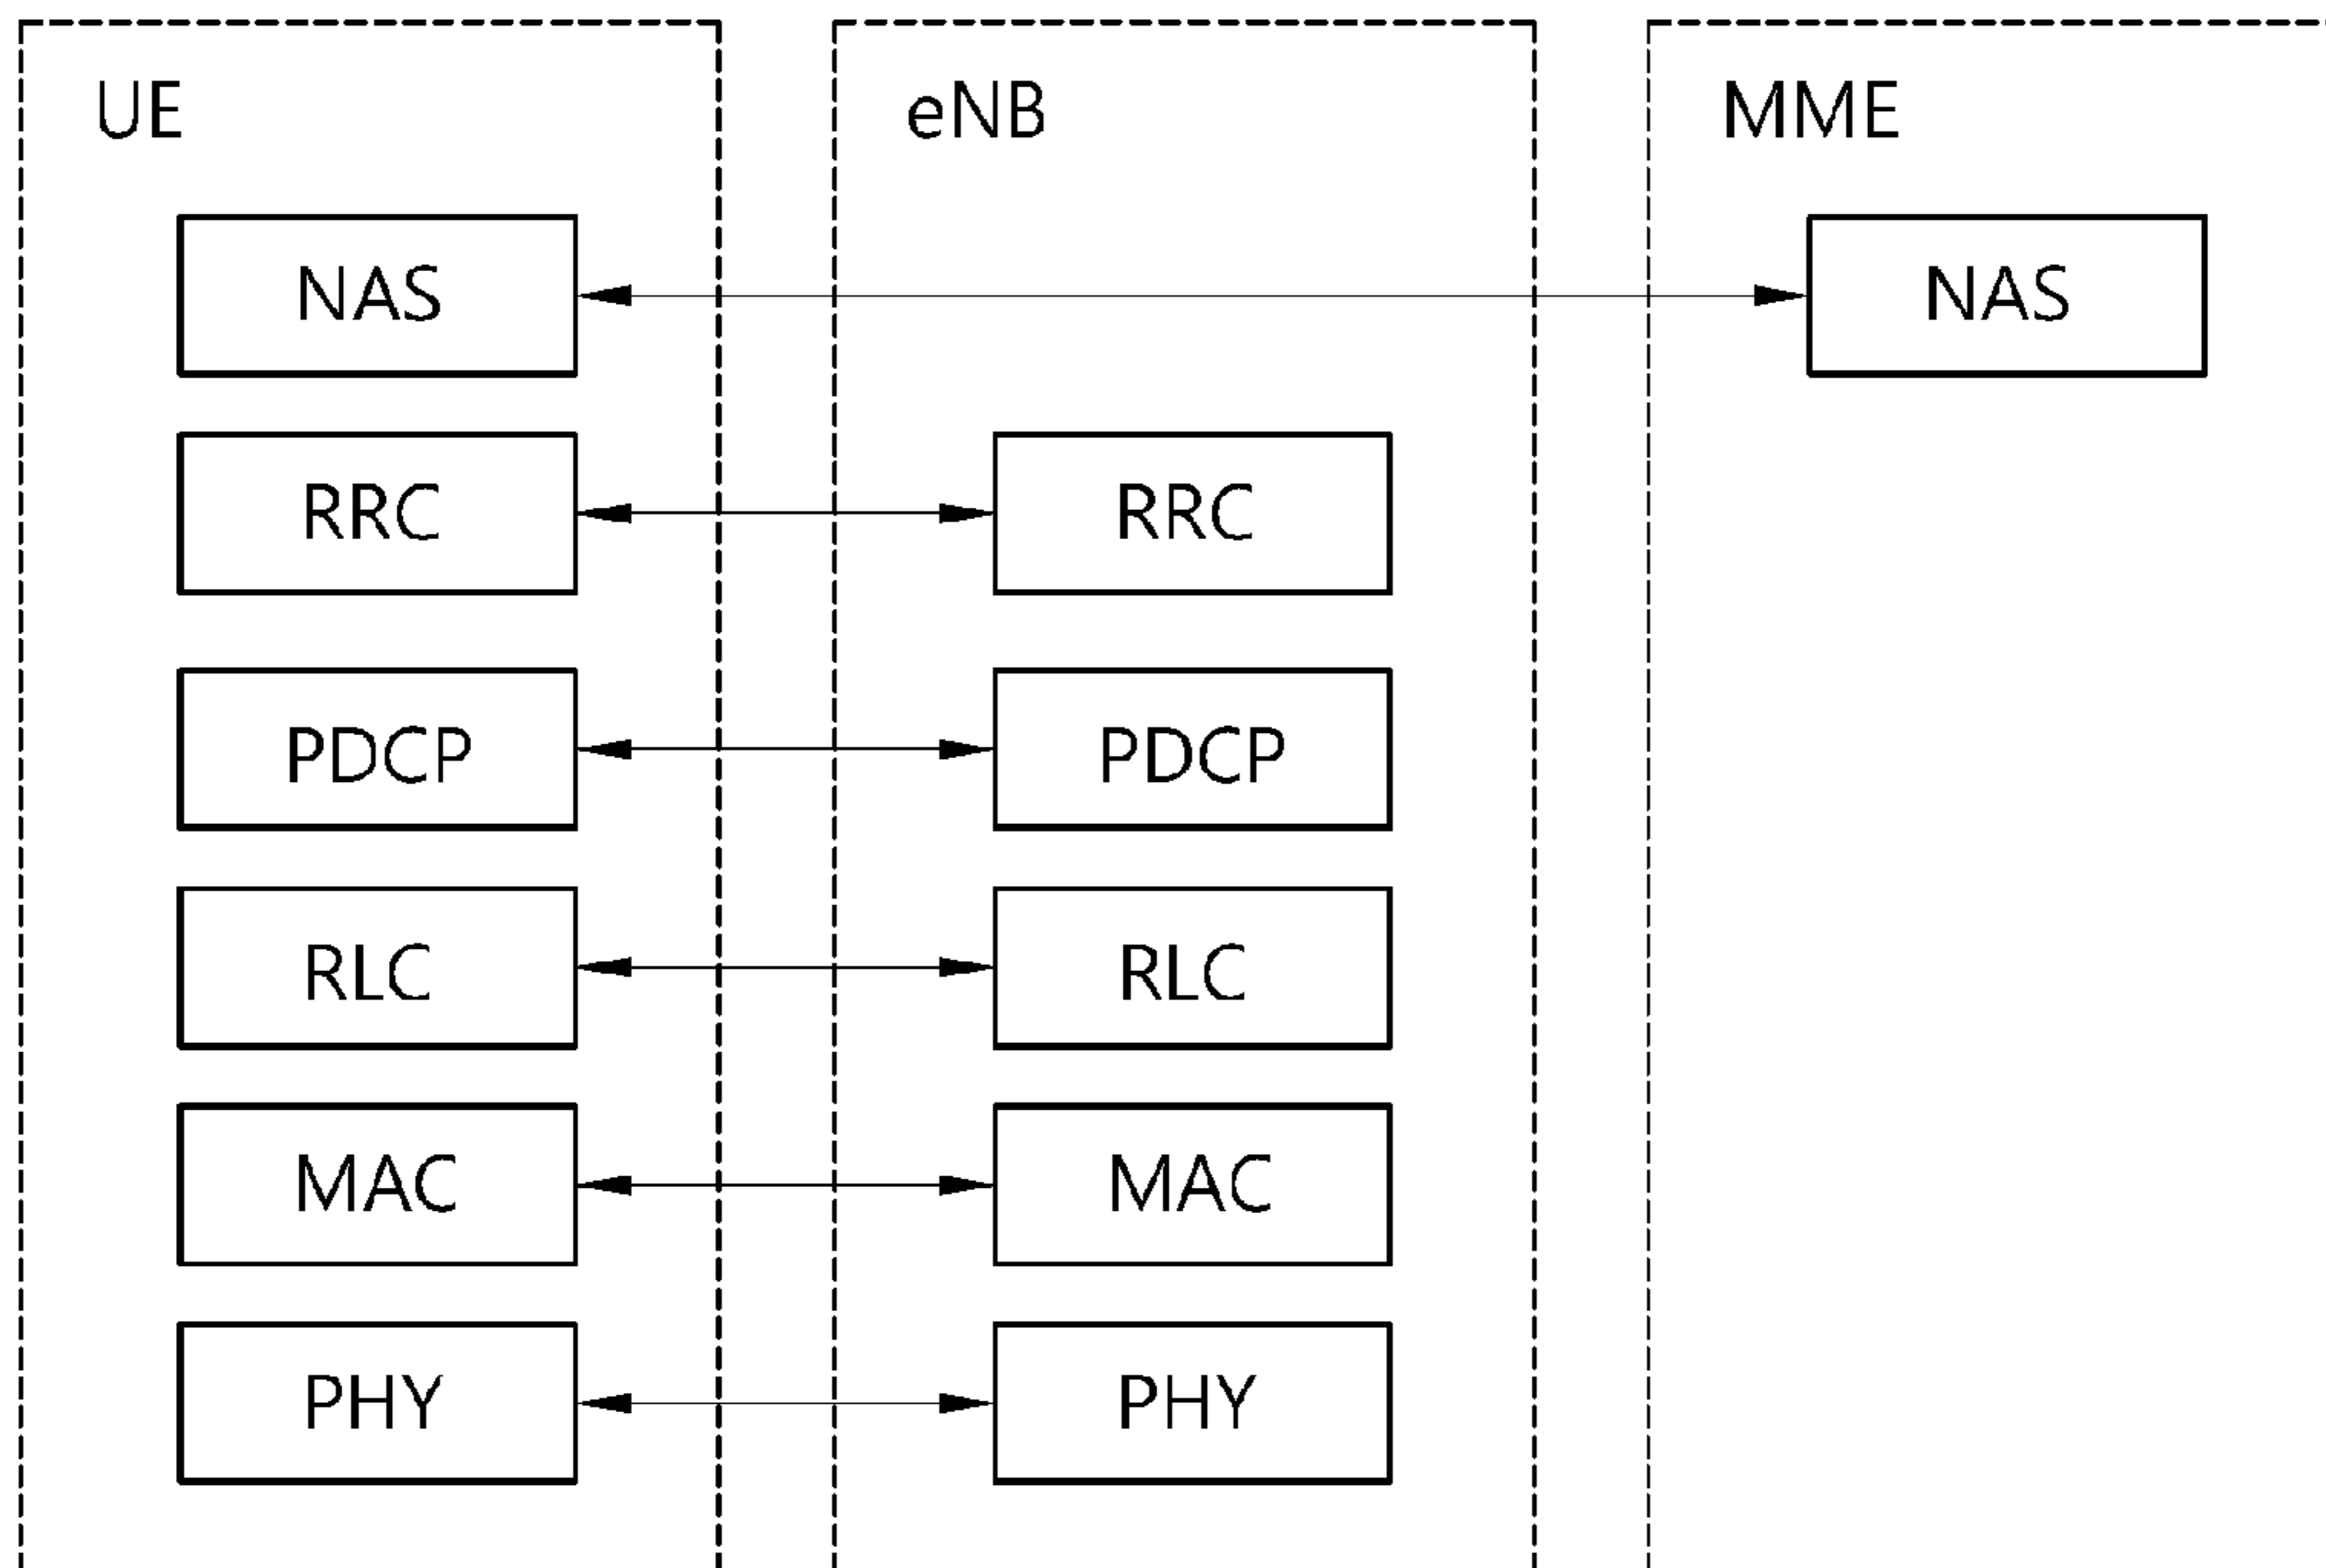 UE
eNB
MME
NAS
NAS
RRC
RRC
PDCP
PDCP
RLC
RLC
MAC
MAC
PHY
PHY